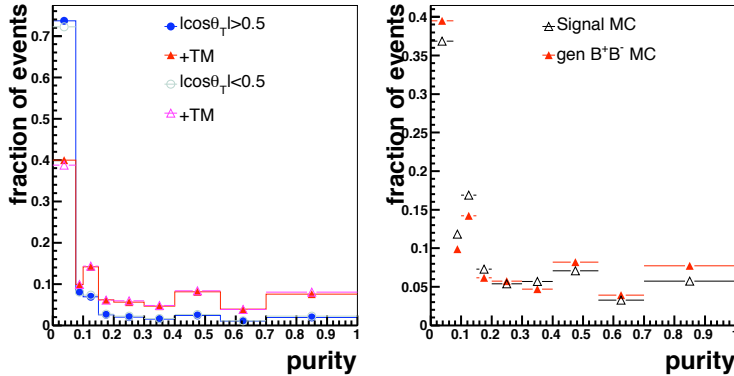 |cosθ_T|>0.5
+TM
|cosθ_T|<0.5
+TM
fraction of events
0.7
0.6
0.5
0.4
0.3
0.2
0.1
0
0 0.1 0.2 0.3 0.4 0.5 0.6 0.7 0.8 0.9 1
purity
Signal MC
gen B⁺B⁻ MC
fraction of events
0.4
0.35
0.3
0.25
0.2
0.15
0.1
0.05
0
0 0.1 0.2 0.3 0.4 0.5 0.6 0.7 0.8 0.9 1
purity